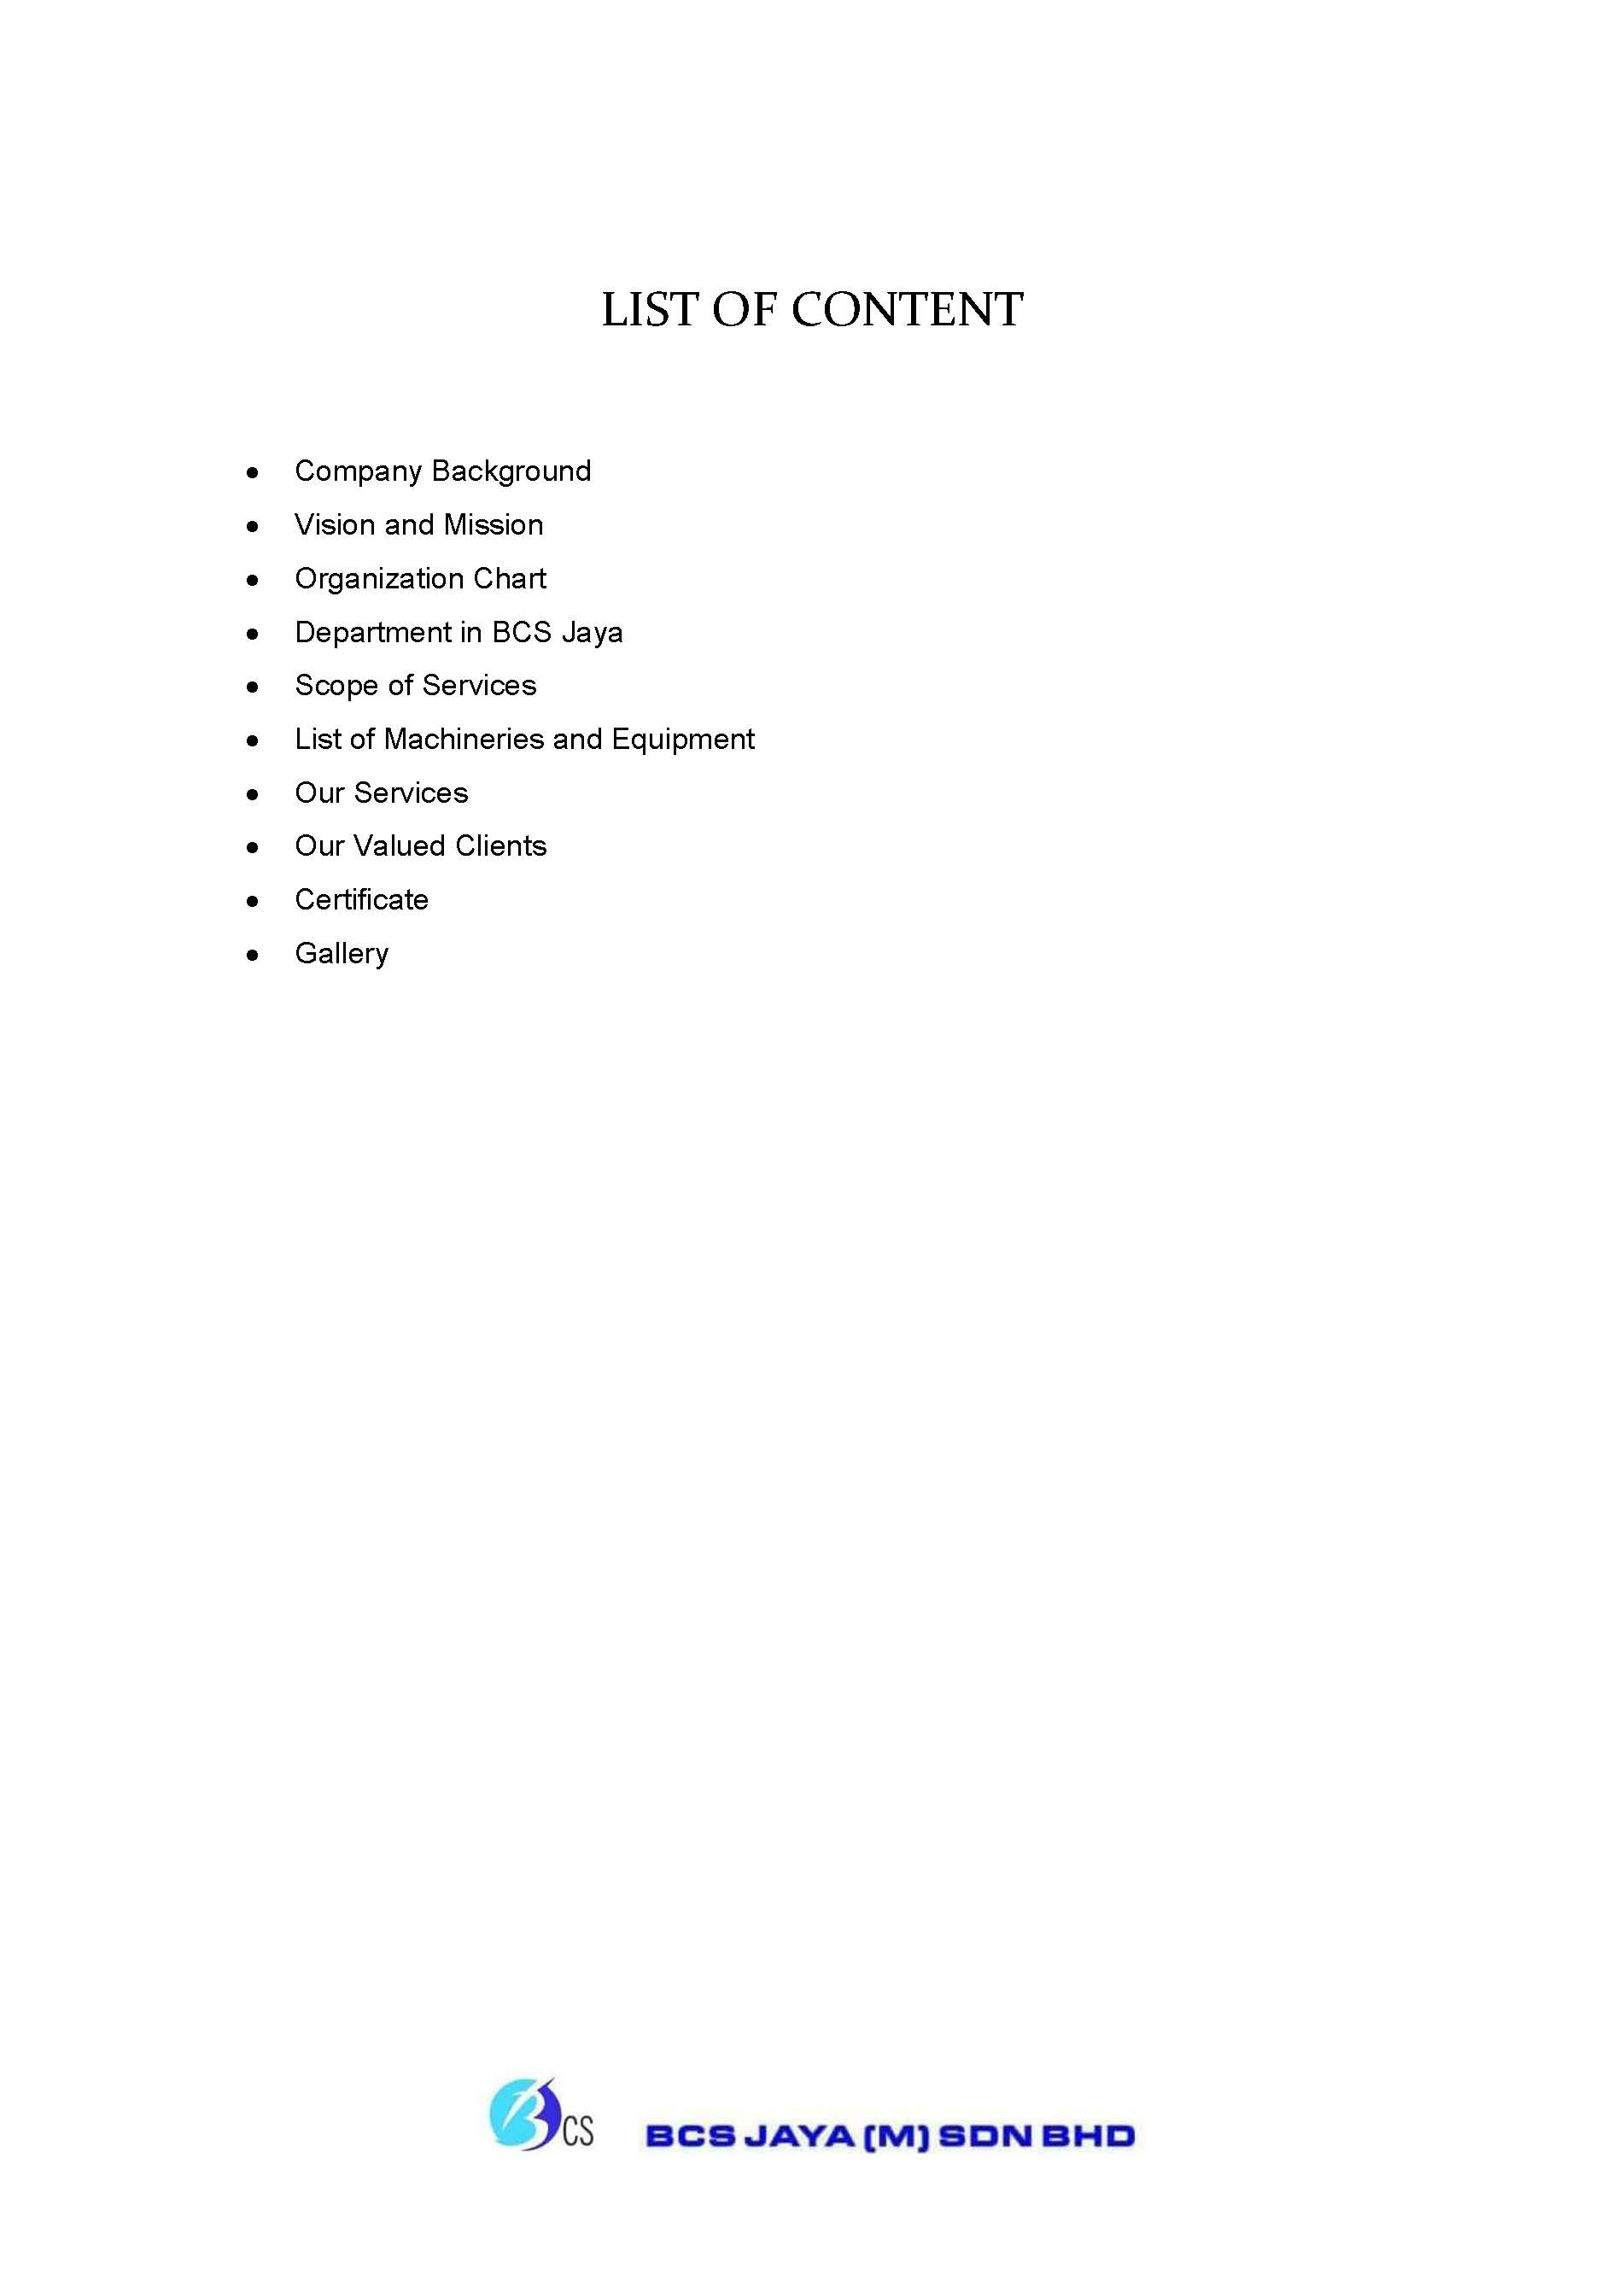 LIST OF CONTENT
• Company Background
• Vision and Mission
• Organization Chart
• Department in BCS Jaya
• Scope of Services
• List of Machineries and Equipment
• Our Services
• Our Valued Clients
• Certificate
• Gallery
BCS BCS JAYA (M) SDN BHD